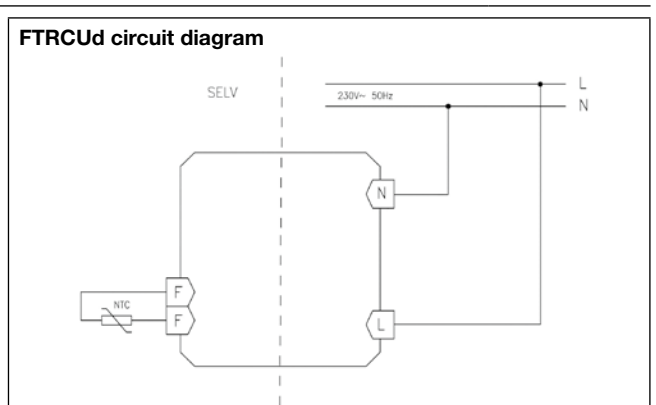 FTRCUd circuit diagram
SELV
230V~ 50Hz
L
N
N
F
NTC
F
L